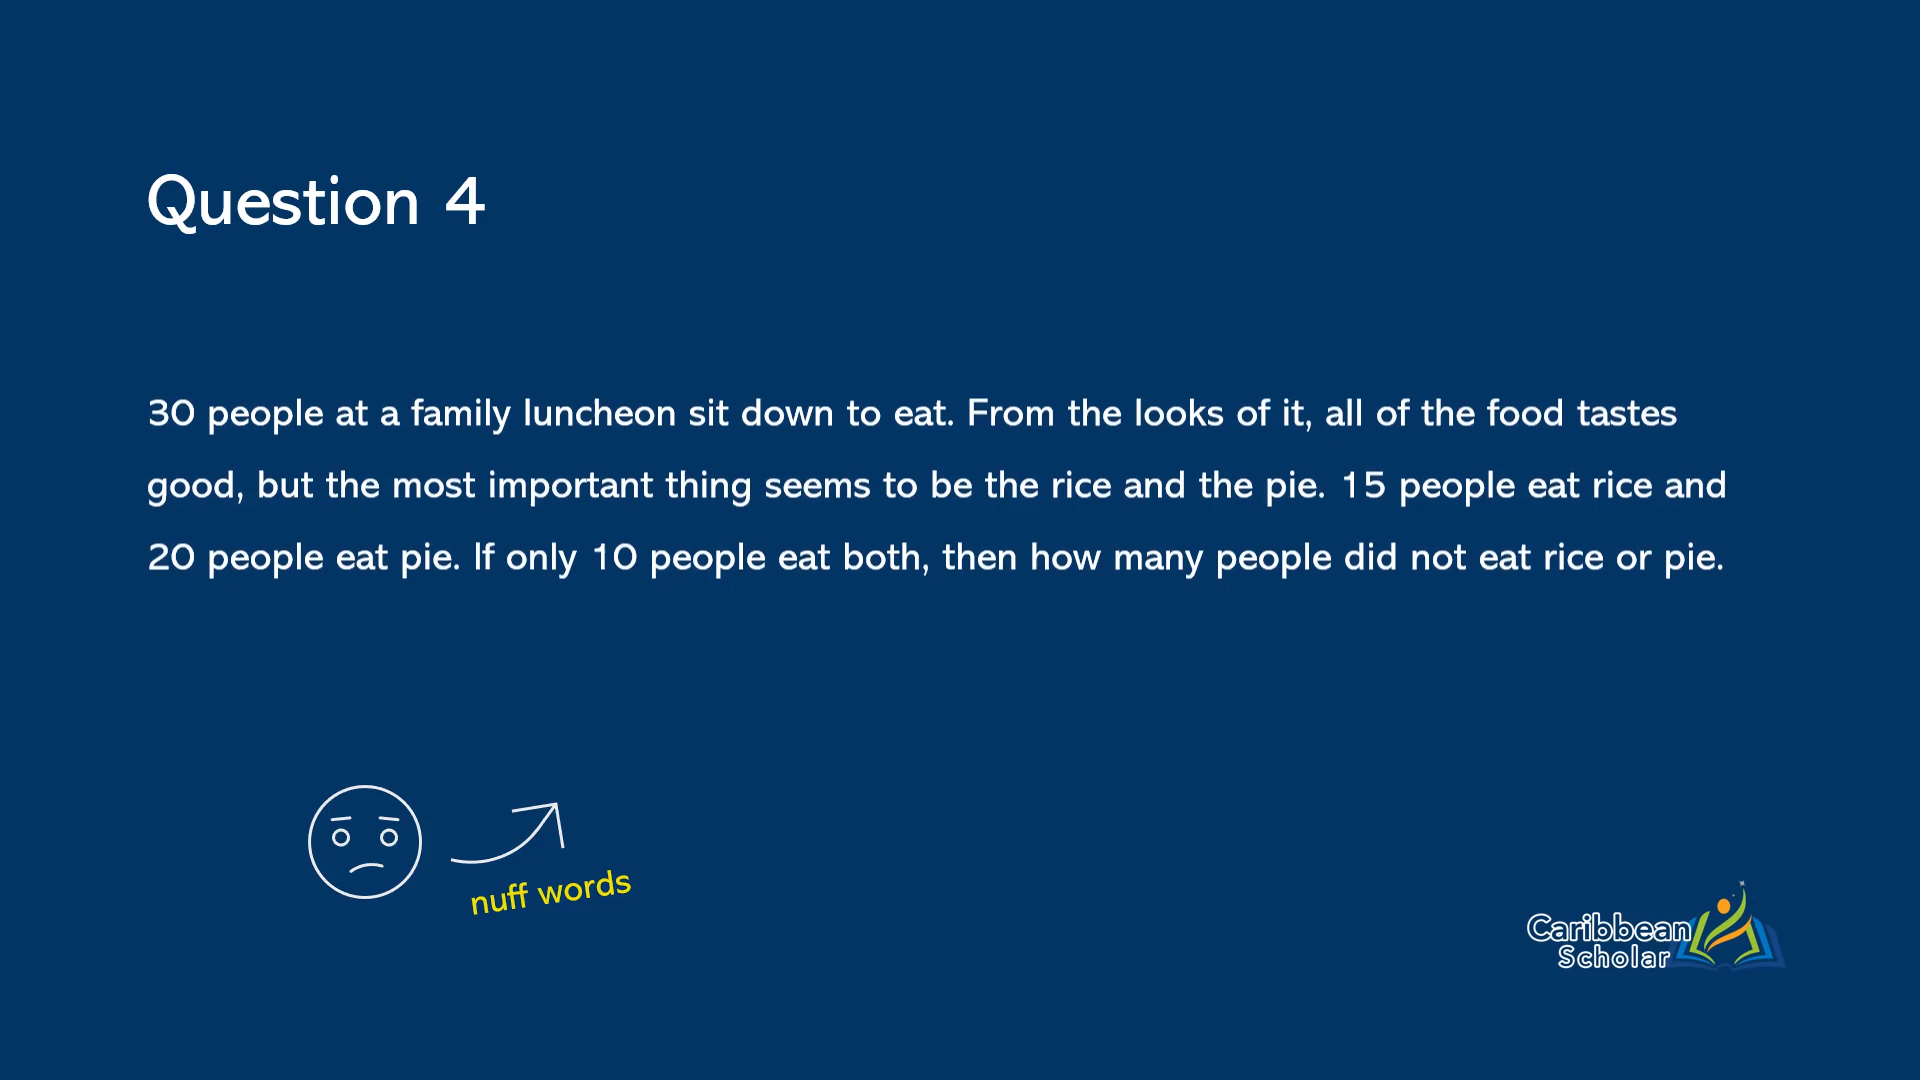 Question 4
30 people at a family luncheon sit down to eat. From the looks of it, all of the food tastes
good, but the most important thing seems to be the rice and the pie. 15 people eat rice and
20 people eat pie. If only 10 people eat both, then how many people did not eat rice or pie.
nuff words
Caribbean
Scholar